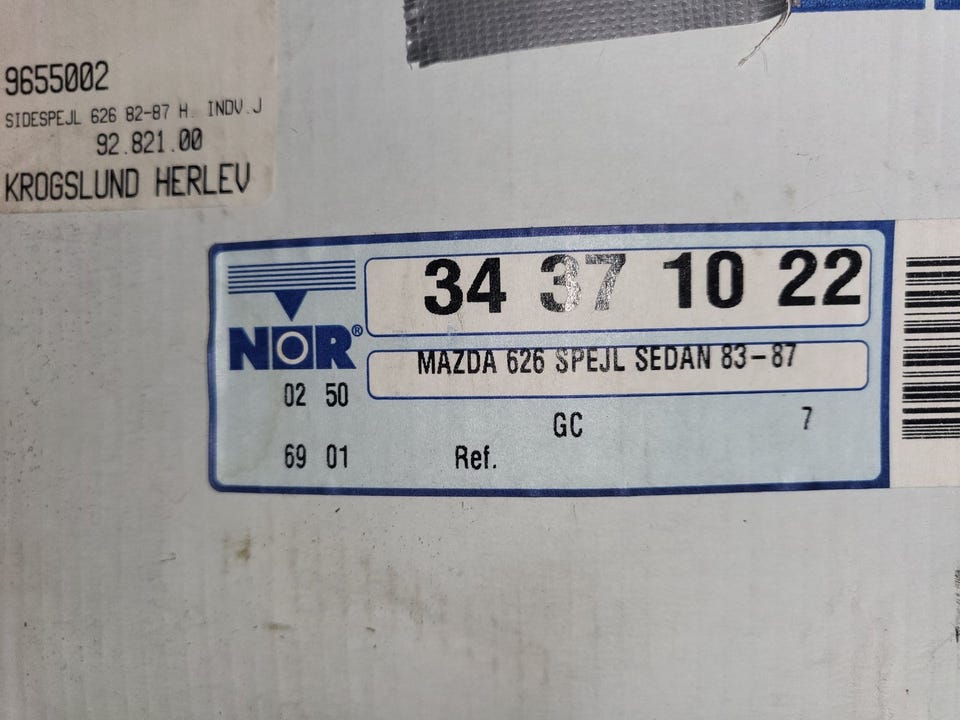 9655002
SIDESPEJL 626 82-87 H. INDV.J
92.821.00
KROGSLUND HERLEV
34 37 10 22
NOR®
MAZDA 626 SPEJL SEDAN 83-87
02 50
GC 7
69 01 Ref.